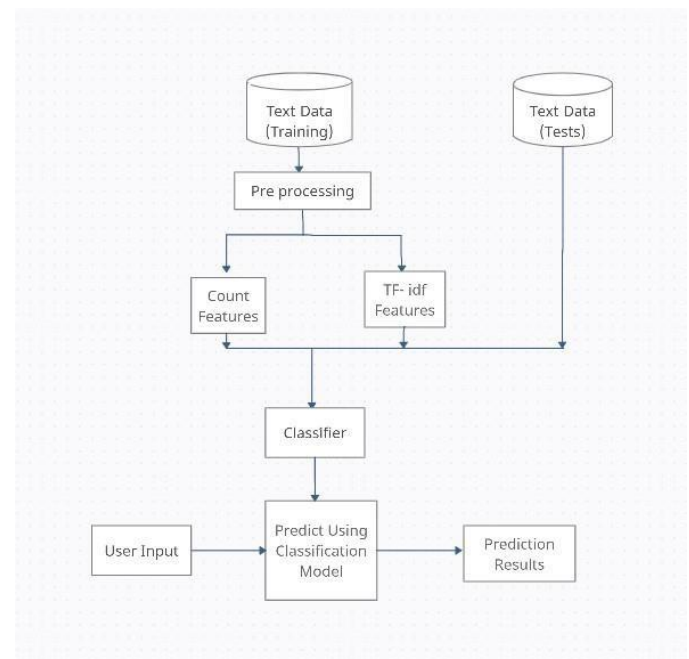 Text Data
(Training)
Text Data
(Tests)
Pre processing
Count
Features
TF- idf
Features
Classifier
Predict Using
Classification
Model
User Input
Prediction
Results